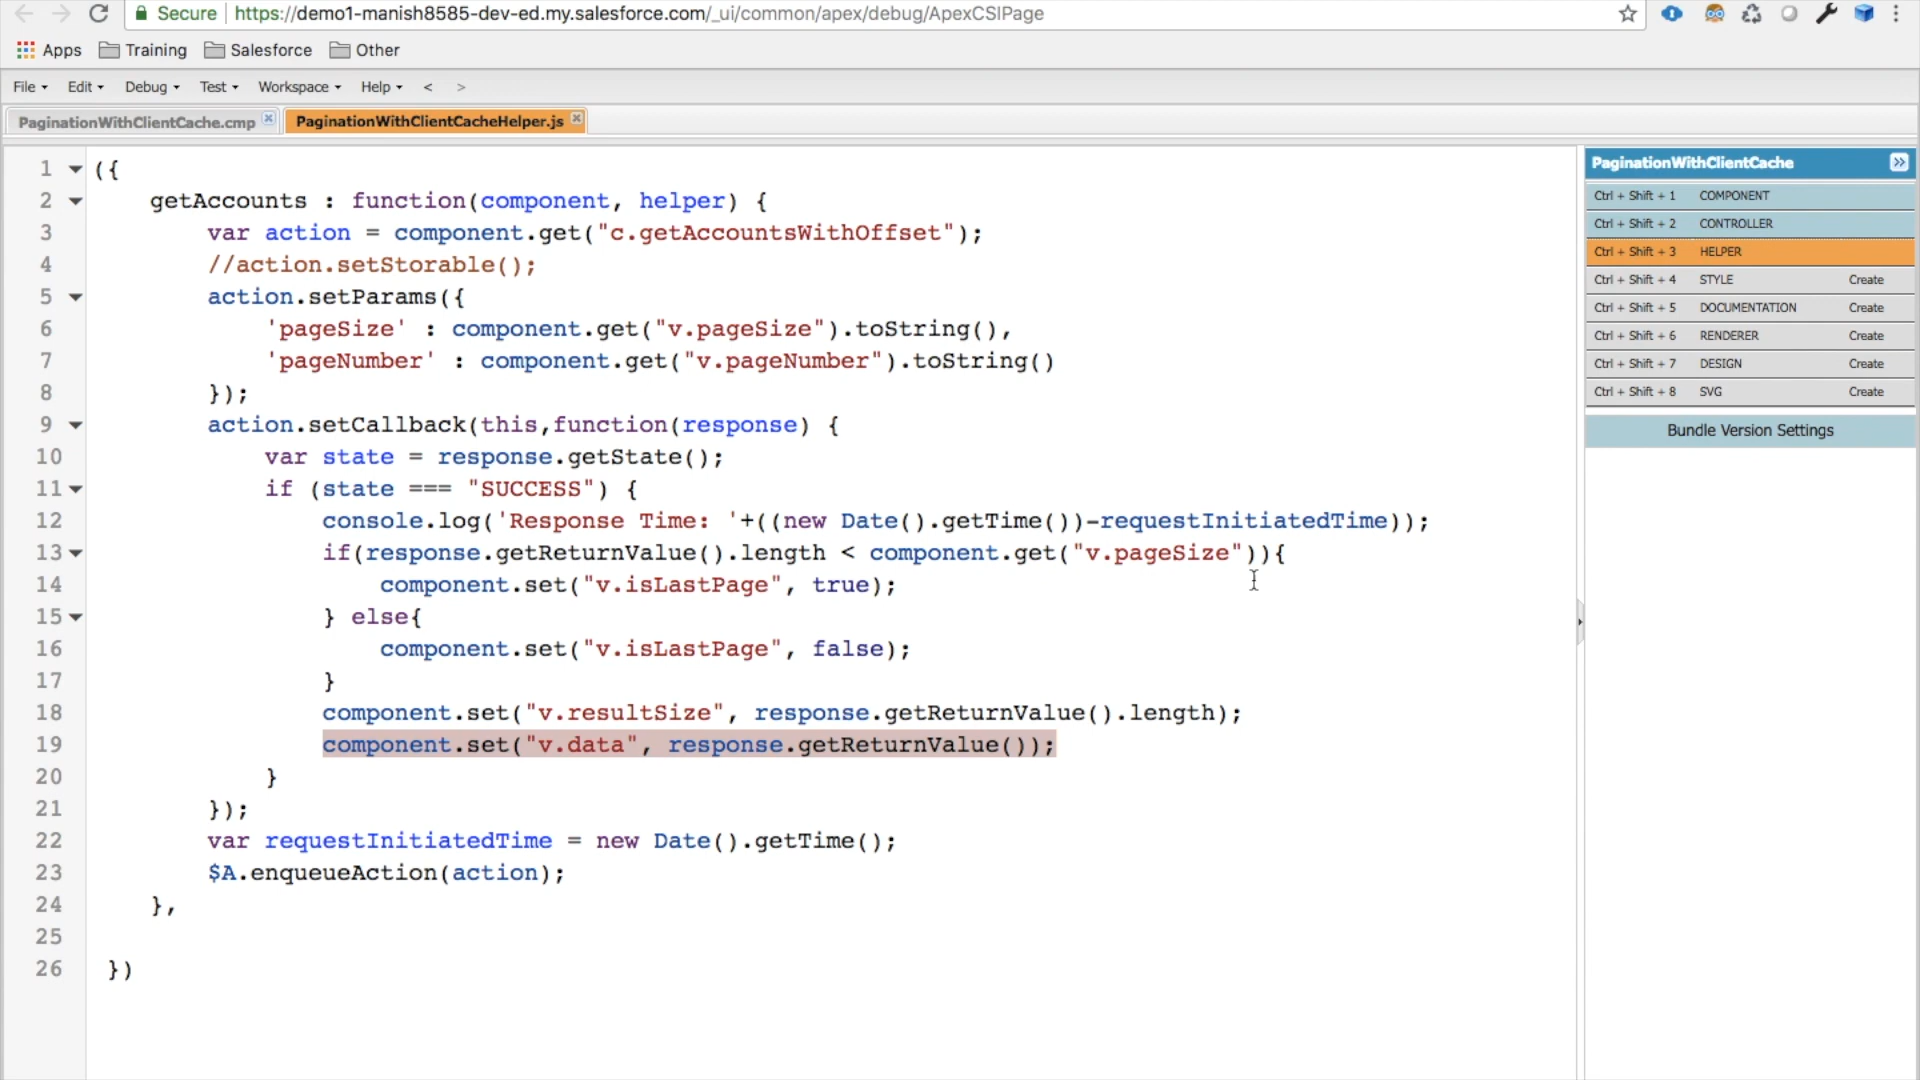 Secure https://demo1-manish8585-dev-ed.my.salesforce.com/_ui/common/apex/debug/ApexCSIPage
Apps Training Salesforce Other
File Edit Debug Test Workspace Help < >
PaginationWithClientCache.cmp PaginationWithClientCacheHelper.js
1 ({
2 getAccounts : function(component, helper) {
3 var action = component.get("c.getAccountsWithOffset");
4 //action.setStorable();
5 action.setParams({
6 'pageSize' : component.get("v.pageSize").toString(),
7 'pageNumber' : component.get("v.pageNumber").toString()
8 });
9 action.setCallback(this,function(response) {
10 var state = response.getState();
11 if (state === "SUCCESS") {
12 console.log('Response Time: '+((new Date().getTime())-requestInitiatedTime));
13 if(response.getReturnValue().length < component.get("v.pageSize")){
14 component.set("v.isLastPage", true);
15 } else{
16 component.set("v.isLastPage", false);
17 }
18 component.set("v.resultSize", response.getReturnValue().length);
19 component.set("v.data", response.getReturnValue());
20 }
21 });
22 var requestInitiatedTime = new Date().getTime();
23 $A.enqueueAction(action);
24 },
25
26 })
PaginationWithClientCache
Ctrl + Shift + 1 COMPONENT
Ctrl + Shift + 2 CONTROLLER
Ctrl + Shift + 3 HELPER
Ctrl + Shift + 4 STYLE Create
Ctrl + Shift + 5 DOCUMENTATION Create
Ctrl + Shift + 6 RENDERER Create
Ctrl + Shift + 7 DESIGN Create
Ctrl + Shift + 8 SVG Create
Bundle Version Settings